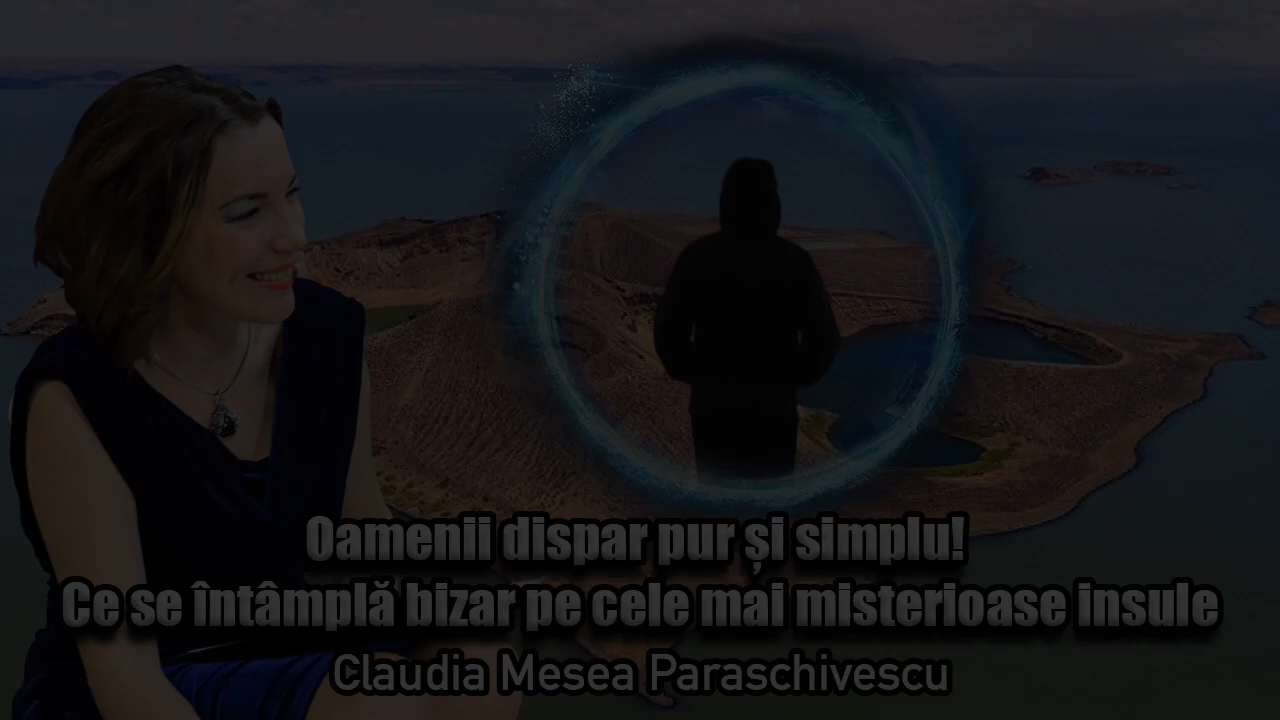 Oamenii dispar pur și simplu!
Ce se întâmplă bizar pe cele mai misterioase insule
Claudia Mesea Paraschivescu